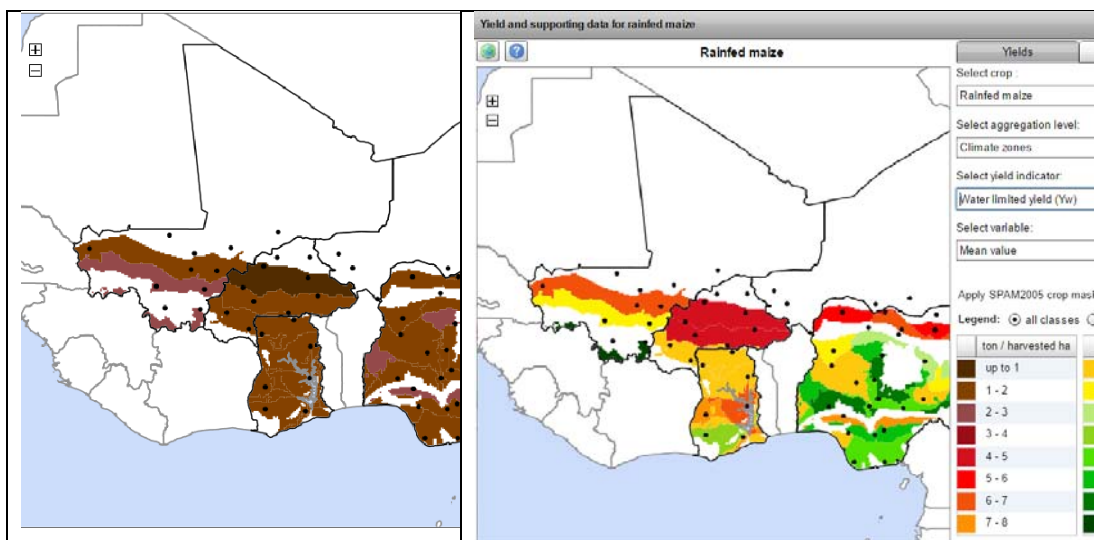 Yield and supporting data for rainfed maize
Rainfed maize
Yields
Select crop :
Rainfed maize
Select aggregation level:
Climate zones
Select yield indicator:
Water limited yield (Yw)
Select variable:
Mean value
Apply SPAM2005 crop mask
Legend: all classes
ton / harvested ha
up to 1
1 - 2
2 - 3
3 - 4
4 - 5
5 - 6
6 - 7
7 - 8